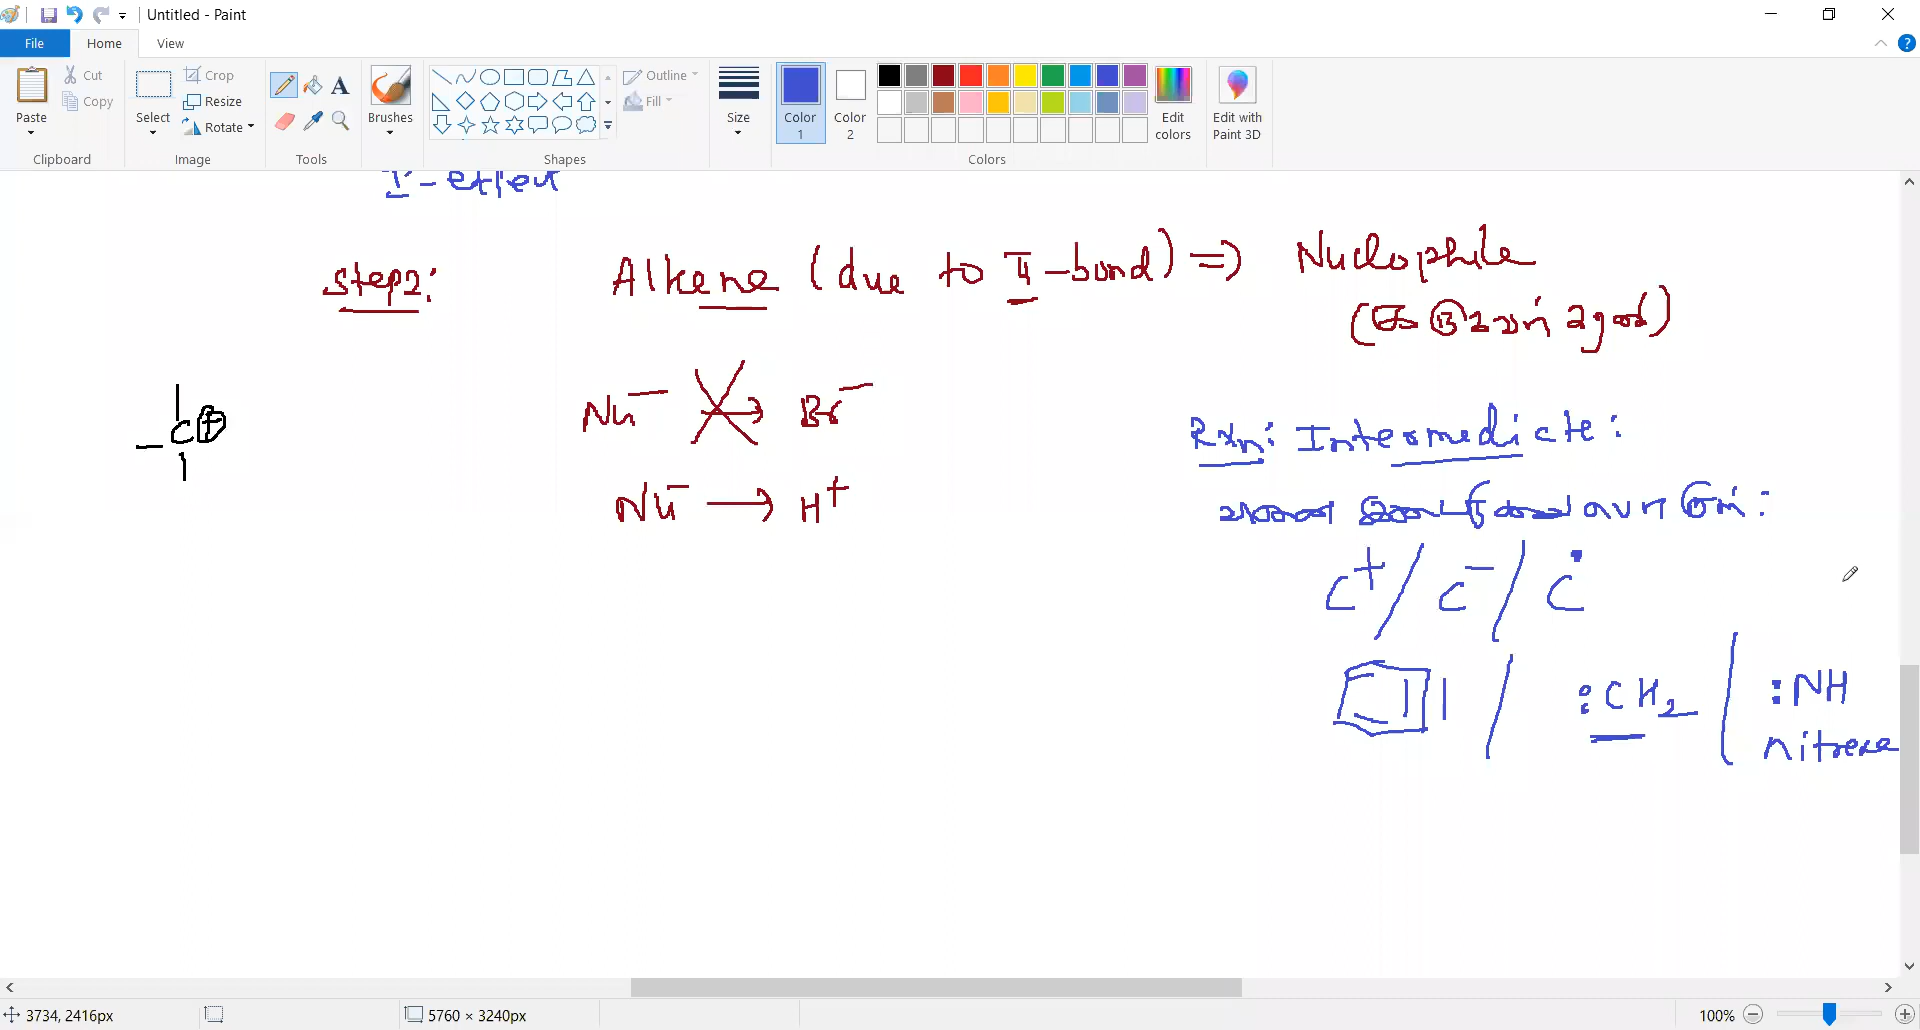 Untitled - Paint
File Home View
Paste
Cut
Copy
Clipboard
Select
Crop
Resize
Rotate
Image
Tools
Brushes
Shapes
Outline
Fill
Size
Color 1
Color 2
Colors
Edit colors
Edit with Paint 3D
I - effect
Step2: Alkene (due to π-bond) => Nuclophile
Nu⁻ → Br⁻
C⊕
Rxn: Intermediate:
Nu⁻ → H⁺
C⁺ / C⁻ / C•
:CH₂ / :NH
nitrene
3734, 2416px
5760 × 3240px
100%